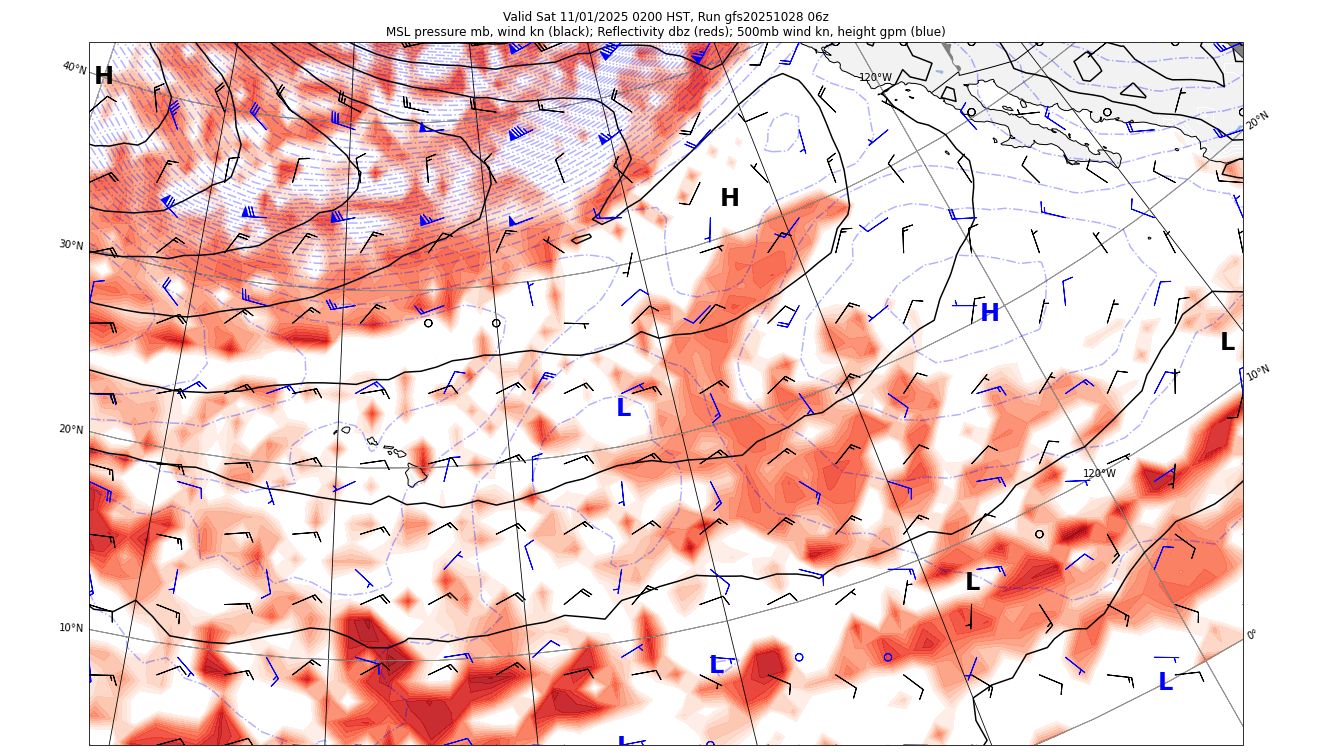 Valid Sat 11/01/2025 0200 HST, Run gfs20251028 06z
MSL pressure mb, wind kn (black); Reflectivity dbz (reds); 500mb wind kn, height gpm (blue)
40°N
H
120°W
20°N
H
30°N
H
L
10°N
L
20°N
120°W
L
10°N
0°
L
L
L